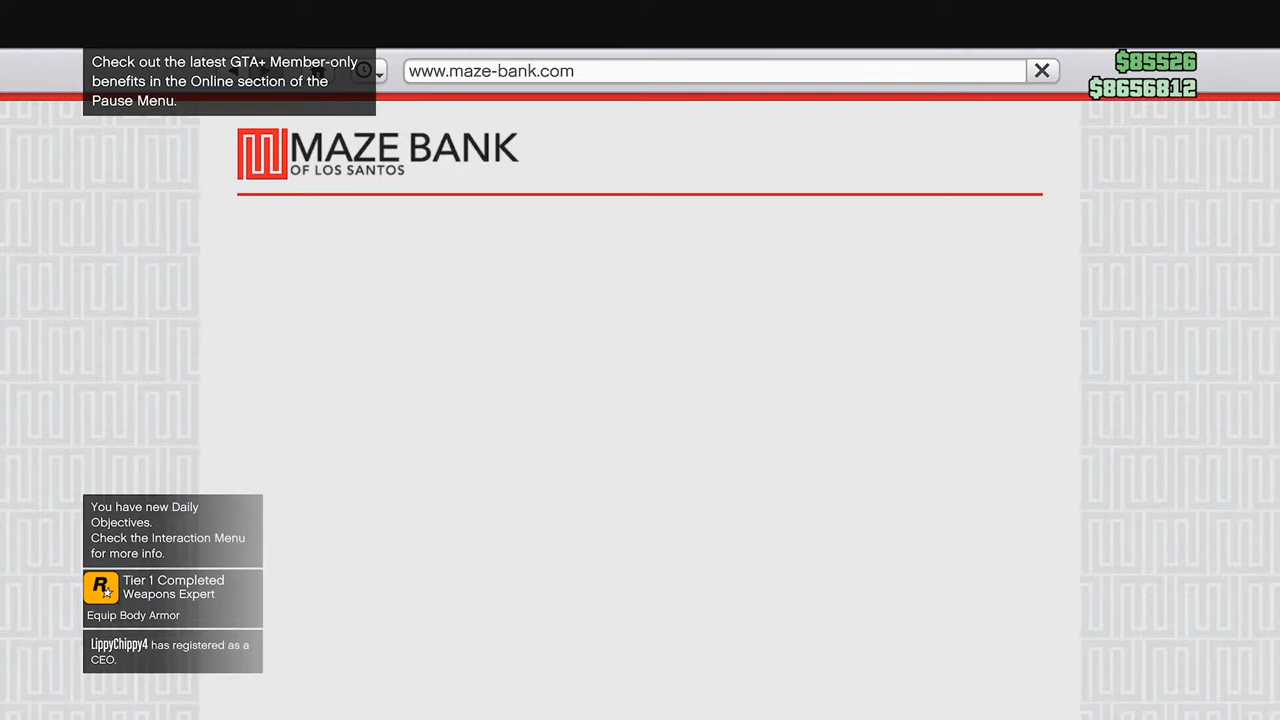 Check out the latest GTA+ Member-only
benefits in the Online section of the
Pause Menu.
www.maze-bank.com
$85526
$8656812
MAZE BANK
OF LOS SANTOS
You have new Daily
Objectives.
Check the Interaction Menu
for more info.
R
Tier 1 Completed
Weapons Expert
Equip Body Armor
LippyChippy4 has registered as a
CEO.